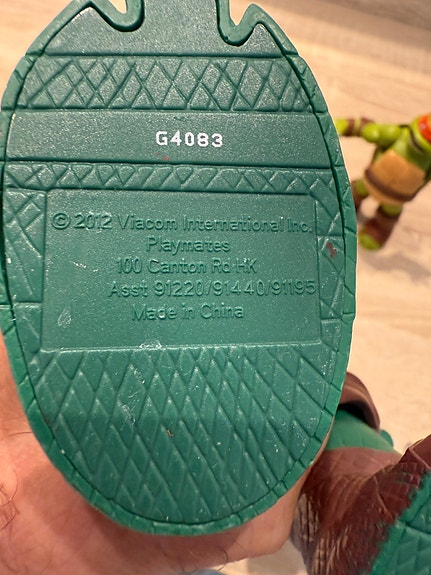 G4083
© 2012 Viacom International Inc.
Playmates
100 Canton Rd HK
Asst 91220/91440/91195
Made in China